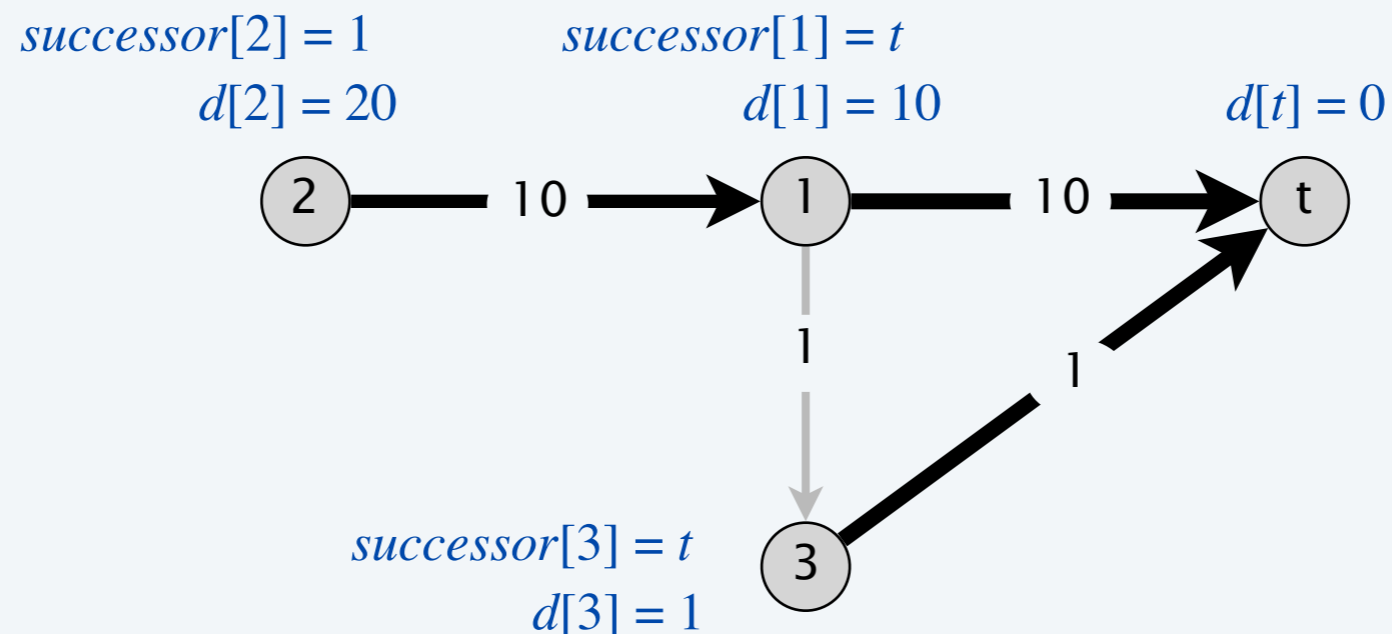 successor[2] = 1
d[2] = 20
successor[1] = t
d[1] = 10
d[t] = 0
2
10
1
10
t
1
1
successor[3] = t
d[3] = 1
3